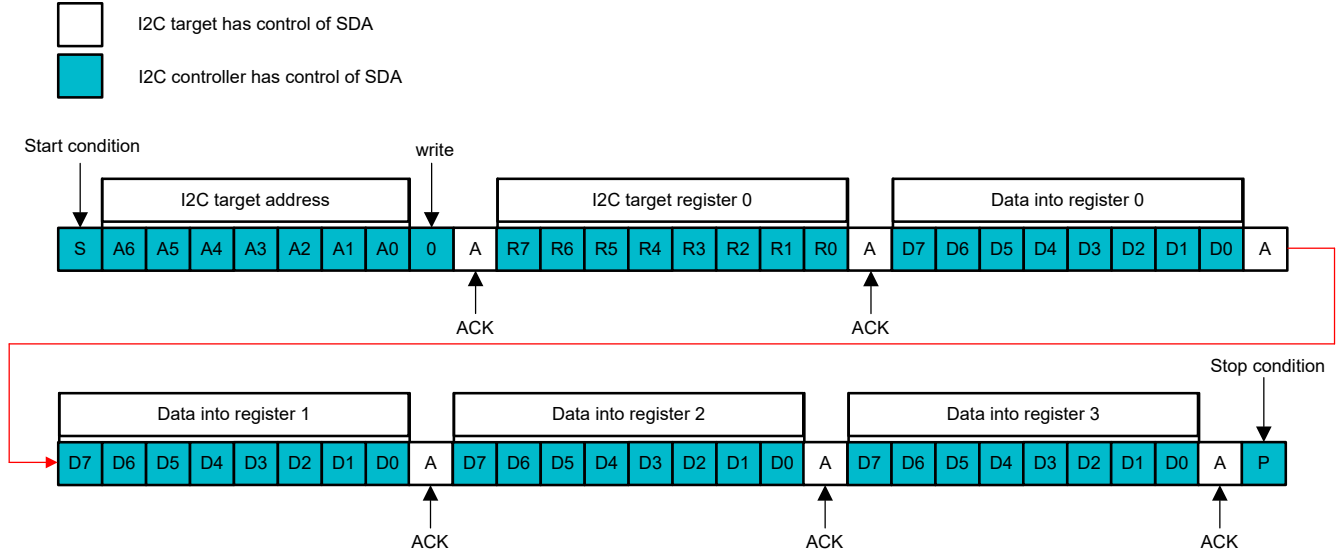 I2C target has control of SDA
I2C controller has control of SDA
Start condition
write
I2C target address
I2C target register 0
Data into register 0
S A6 A5 A4 A3 A2 A1 A0 0 A R7 R6 R5 R4 R3 R2 R1 R0 A D7 D6 D5 D4 D3 D2 D1 D0 A
ACK
ACK
Stop condition
Data into register 1
Data into register 2
Data into register 3
D7 D6 D5 D4 D3 D2 D1 D0 A D7 D6 D5 D4 D3 D2 D1 D0 A D7 D6 D5 D4 D3 D2 D1 D0 A P
ACK
ACK
ACK